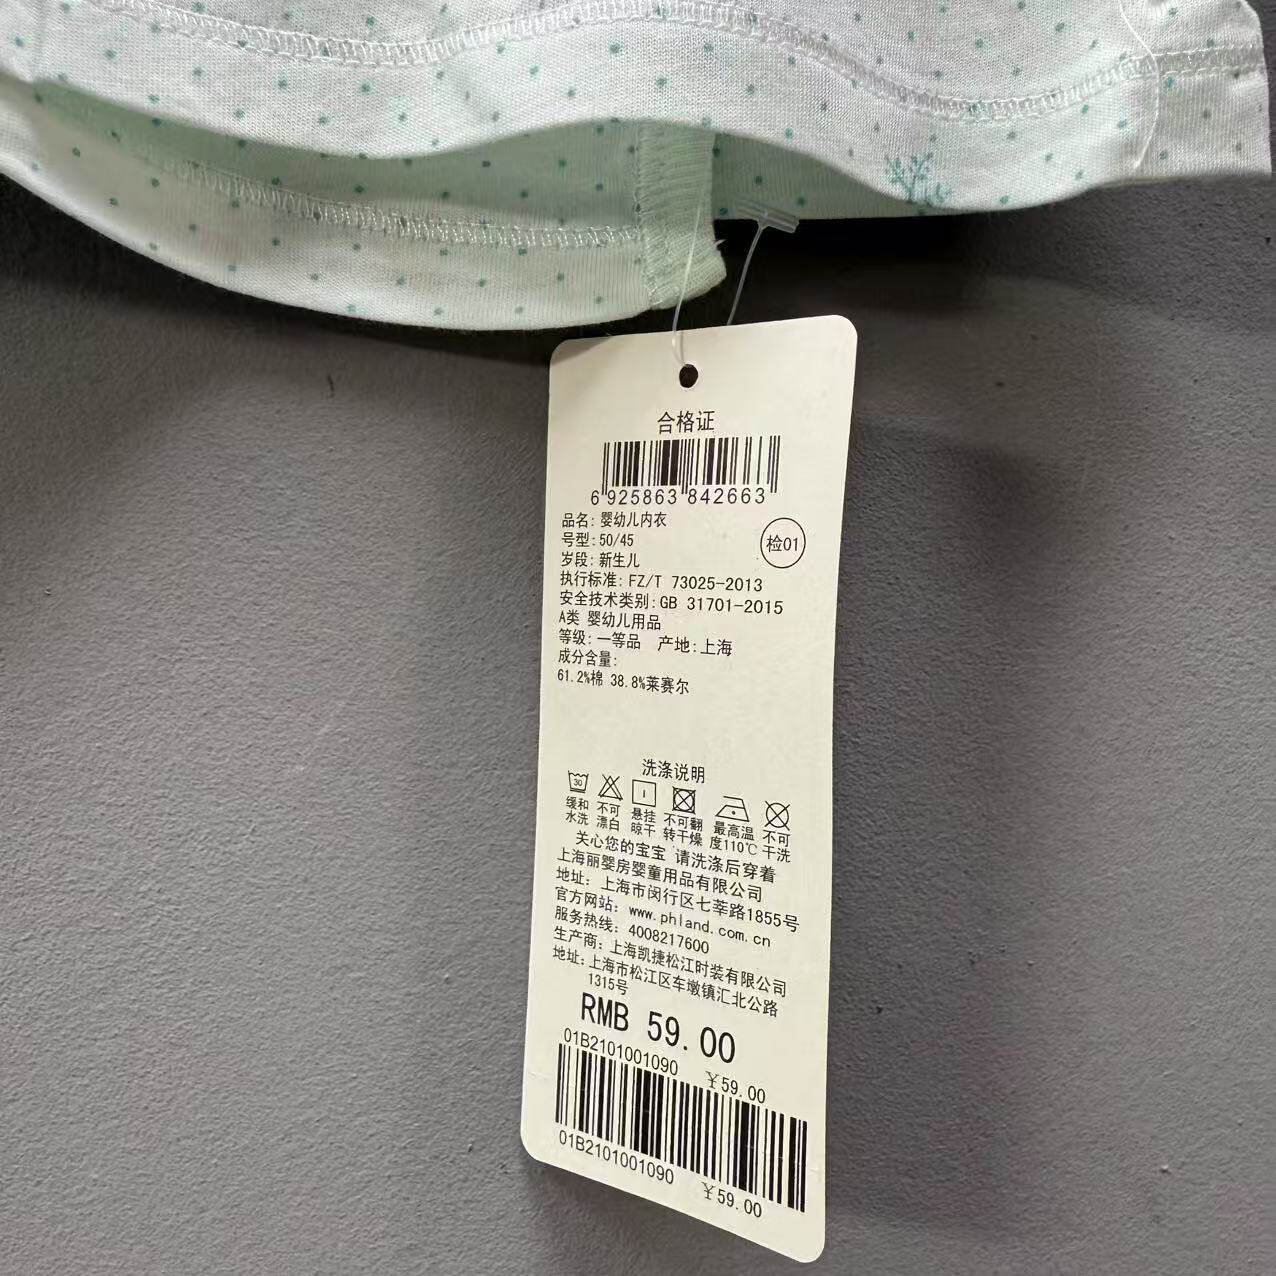 合格证
6 925863 842663
品名: 婴幼儿内衣
号型: 50/45
检01
岁段: 新生儿
执行标准: FZ/T 73025-2013
安全技术类别: GB 31701-2015
A类 婴幼儿用品
等级: 一等品 产地: 上海
成分含量:
61.2%棉 38.8%莱赛尔
洗涤说明
30
缓和水洗 不可漂白 悬挂晾干 不可翻转干燥 最高温度110℃ 不可干洗
关心您的宝宝 请洗涤后穿着
上海丽婴房婴童用品有限公司
地址: 上海市闵行区七莘路1855号
官方网站: www.phland.com.cn
服务热线: 4008217600
生产商: 上海凯捷松江时装有限公司
地址: 上海市松江区车墩镇汇北公路
1315号
RMB 59.00
01B2101001090 ¥59.00
01B2101001090 ¥59.00